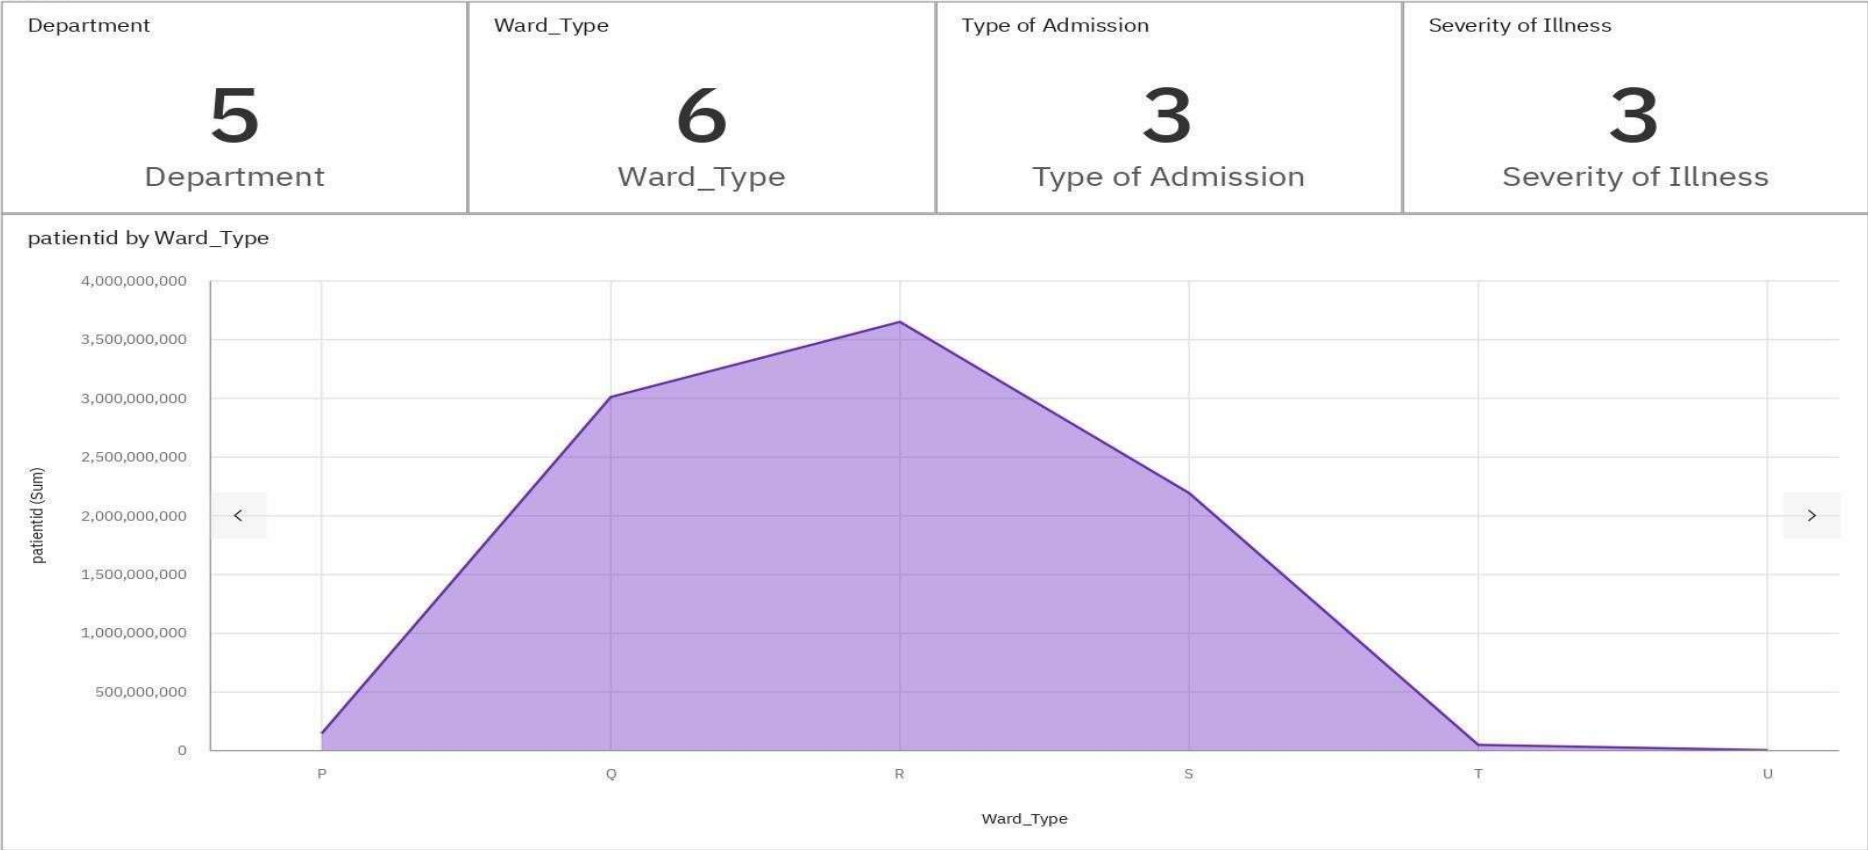 Department
5
Department
Ward_Type
6
Ward_Type
Type of Admission
3
Type of Admission
Severity of Illness
3
Severity of Illness
patientid by Ward_Type
patientid (Sum)
4,000,000,000
3,500,000,000
3,000,000,000
2,500,000,000
2,000,000,000
1,500,000,000
1,000,000,000
500,000,000
0
P Q R S T U
Ward_Type